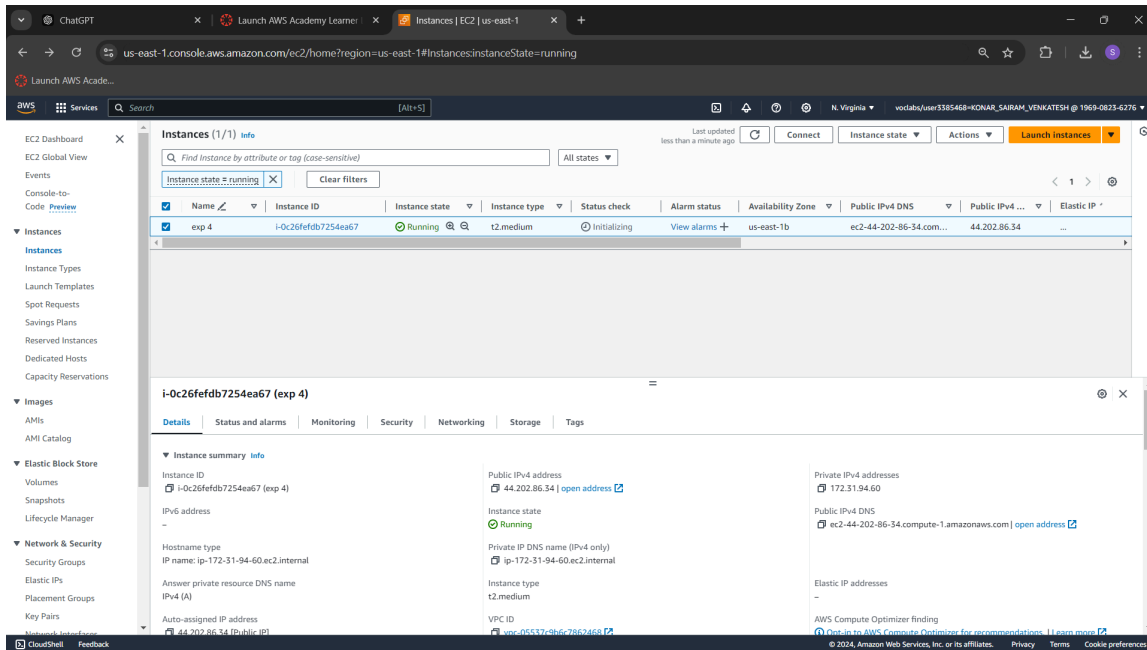 ChatGPT
Launch AWS Academy Learner
Instances | EC2 | us-east-1
us-east-1.console.aws.amazon.com/ec2/home?region=us-east-1#Instances:instanceState=running
Launch AWS Acade...
aws Services Search [Alt+S] N. Virginia voclabs/user3385468=KONAR_SAIRAM_VENKATESH @ 1969-0823-6276
EC2 Dashboard
EC2 Global View
Events
Console-to-
Code Preview
Instances
Instances
Instance Types
Launch Templates
Spot Requests
Savings Plans
Reserved Instances
Dedicated Hosts
Capacity Reservations
Images
AMIs
AMI Catalog
Elastic Block Store
Volumes
Snapshots
Lifecycle Manager
Network & Security
Security Groups
Elastic IPs
Placement Groups
Key Pairs
Network Interfaces
Instances (1/1) Info
Last updated
less than a minute ago
Connect Instance state Actions Launch instances
Find Instance by attribute or tag (case-sensitive) All states
Instance state = running Clear filters 1
Name Instance ID Instance state Instance type Status check Alarm status Availability Zone Public IPv4 DNS Public IPv4 ... Elastic IP
exp 4 i-0c26fefdb7254ea67 Running t2.medium Initializing View alarms + us-east-1b ec2-44-202-86-34.com... 44.202.86.34 ...
i-0c26fefdb7254ea67 (exp 4)
Details Status and alarms Monitoring Security Networking Storage Tags
Instance summary Info
Instance ID Public IPv4 address Private IPv4 addresses
i-0c26fefdb7254ea67 (exp 4) 44.202.86.34 | open address 172.31.94.60
IPv6 address Instance state Public IPv4 DNS
– Running ec2-44-202-86-34.compute-1.amazonaws.com | open address
Hostname type Private IP DNS name (IPv4 only)
IP name: ip-172-31-94-60.ec2.internal ip-172-31-94-60.ec2.internal
Answer private resource DNS name Instance type Elastic IP addresses
IPv4 (A) t2.medium –
Auto-assigned IP address VPC ID AWS Compute Optimizer finding
44.202.86.34 [Public IP] vpc-05537c9b6c7862468 Opt-in to AWS Compute Optimizer for recommendations. | Learn more
CloudShell Feedback © 2024, Amazon Web Services, Inc. or its affiliates. Privacy Terms Cookie preferences